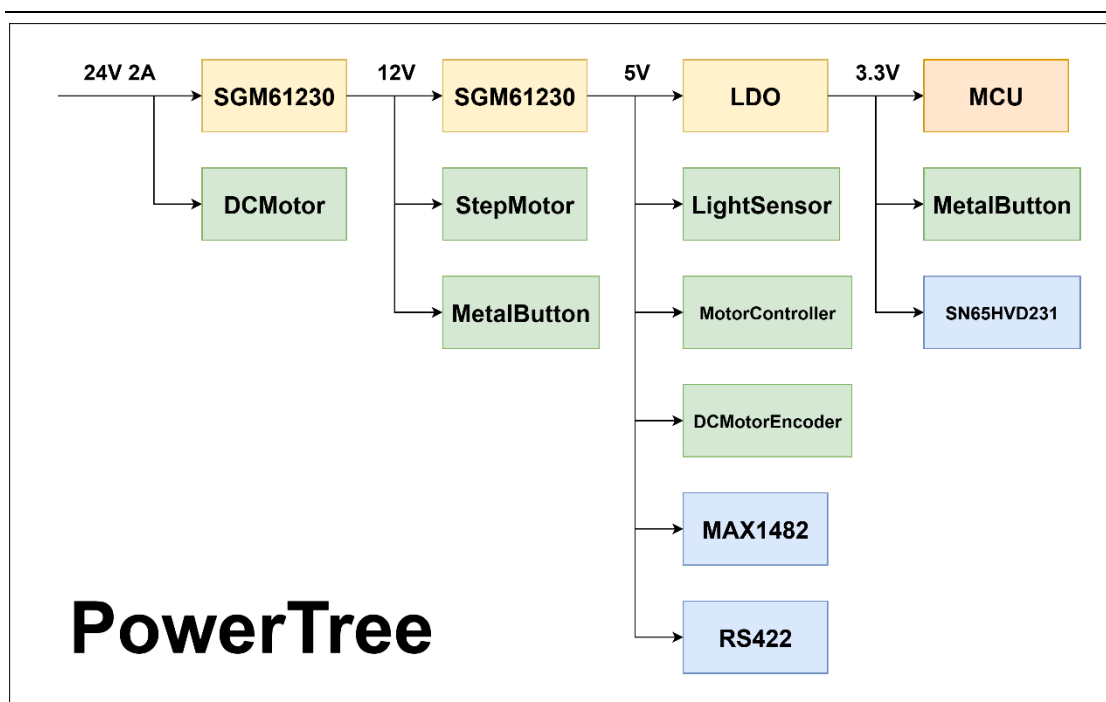 24V 2A
12V
5V
3.3V
SGM61230
SGM61230
LDO
MCU
DCMotor
StepMotor
LightSensor
MetalButton
MetalButton
MotorController
SN65HVD231
DCMotorEncoder
MAX1482
PowerTree
RS422